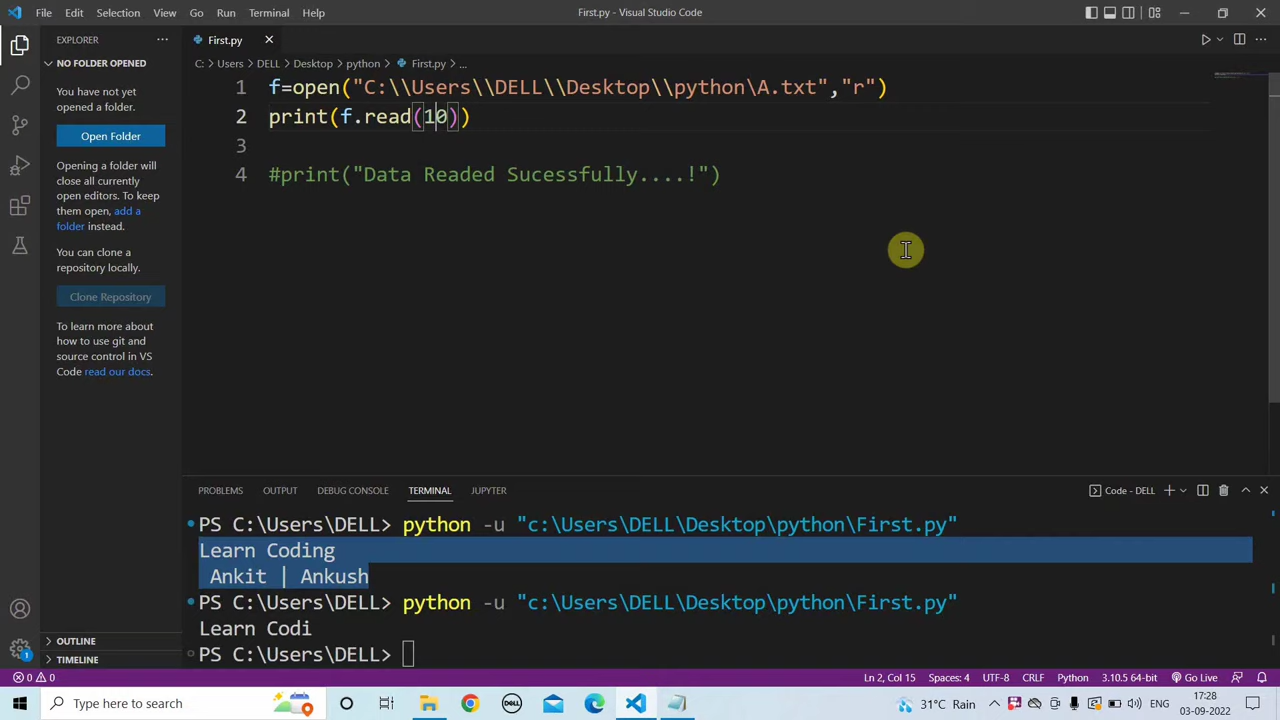 File Edit Selection View Go Run Terminal Help First.py - Visual Studio Code
EXPLORER ...
First.py
NO FOLDER OPENED
C: > Users > DELL > Desktop > python > First.py > ...
You have not yet
opened a folder.
Open Folder
Opening a folder will
close all currently
open editors. To keep
them open, add a
folder instead.
You can clone a
repository locally.
Clone Repository
To learn more about
how to use git and
source control in VS
Code read our docs.
1 f=open("C:\\Users\\DELL\\Desktop\\python\A.txt","r")
2 print(f.read(10))
3
4 #print("Data Readed Sucessfully....!")
PROBLEMS OUTPUT DEBUG CONSOLE TERMINAL JUPYTER Code - DELL
PS C:\Users\DELL> python -u "c:\Users\DELL\Desktop\python\First.py"
Learn Coding
Ankit | Ankush
PS C:\Users\DELL> python -u "c:\Users\DELL\Desktop\python\First.py"
Learn Codi
PS C:\Users\DELL>
OUTLINE
TIMELINE
1
0 0 Ln 2, Col 15 Spaces: 4 UTF-8 CRLF Python 3.10.5 64-bit Go Live
Type here to search
DELL
31°C Rain ENG 17:28
03-09-2022